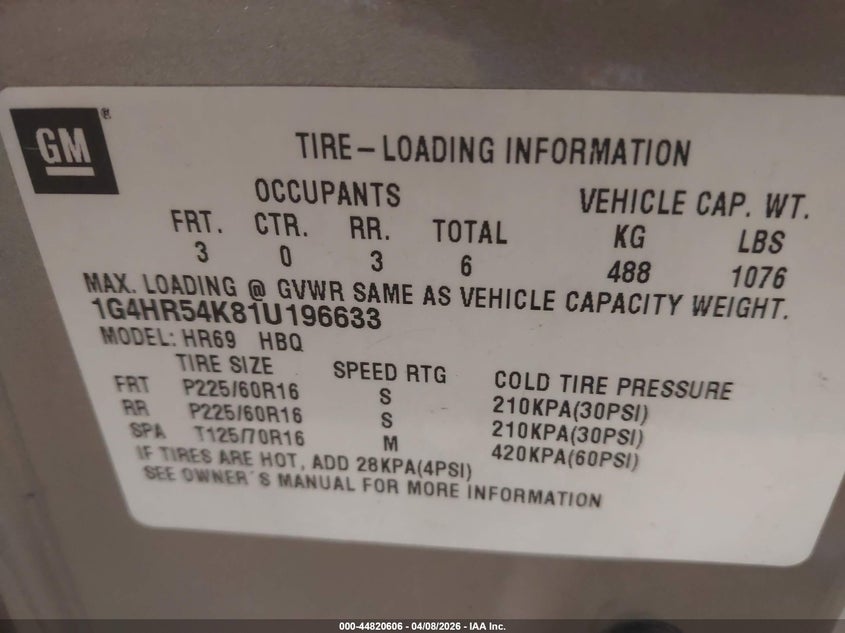 GM ®
TIRE-LOADING INFORMATION
OCCUPANTS VEHICLE CAP. WT.
FRT. CTR. RR. TOTAL KG LBS
3 0 3 6 488 1076
MAX. LOADING @ GVWR SAME AS VEHICLE CAPACITY WEIGHT.
1G4HR54K81U196633
MODEL: HR69 HBQ
TIRE SIZE SPEED RTG COLD TIRE PRESSURE
FRT P225/60R16 S 210KPA(30PSI)
RR P225/60R16 S 210KPA(30PSI)
SPA T125/70R16 M 420KPA(60PSI)
IF TIRES ARE HOT, ADD 28KPA(4PSI)
SEE OWNER´S MANUAL FOR MORE INFORMATION
000-44820606 - 04/08/2026 - IAA Inc.